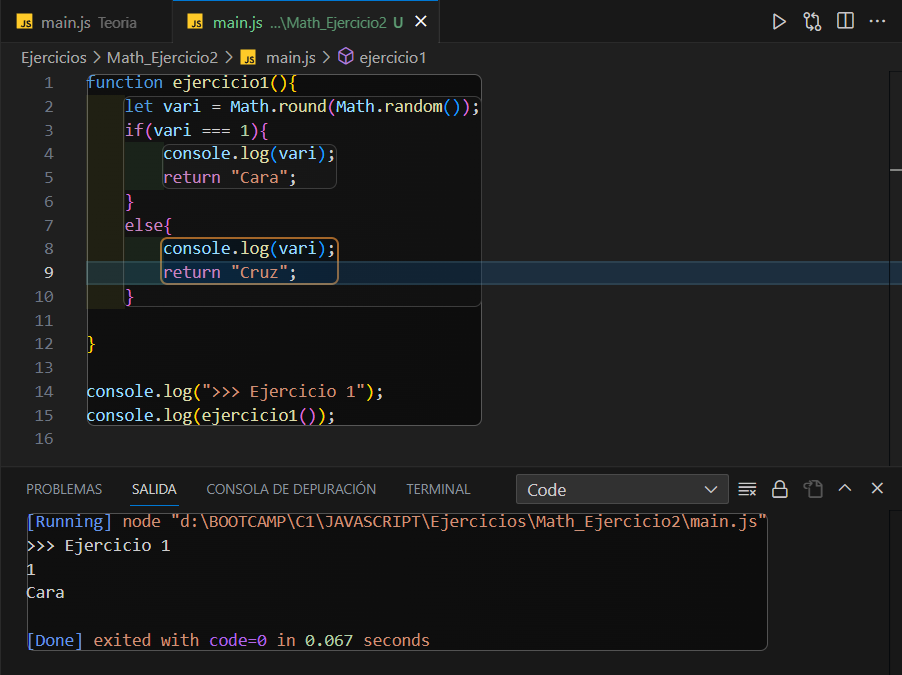 JS main.js Teoria JS main.js ...\Math_Ejercicio2 U
Ejercicios > Math_Ejercicio2 > JS main.js > ejercicio1
1 function ejercicio1(){
2 let vari = Math.round(Math.random());
3 if(vari === 1){
4 console.log(vari);
5 return "Cara";
6 }
7 else{
8 console.log(vari);
9 return "Cruz";
10 }
11
12 }
13
14 console.log(">>> Ejercicio 1");
15 console.log(ejercicio1());
16
PROBLEMAS SALIDA CONSOLA DE DEPURACIÓN TERMINAL Code
[Running] node "d:\BOOTCAMP\C1\JAVASCRIPT\Ejercicios\Math_Ejercicio2\main.js"
>>> Ejercicio 1
1
Cara
[Done] exited with code=0 in 0.067 seconds